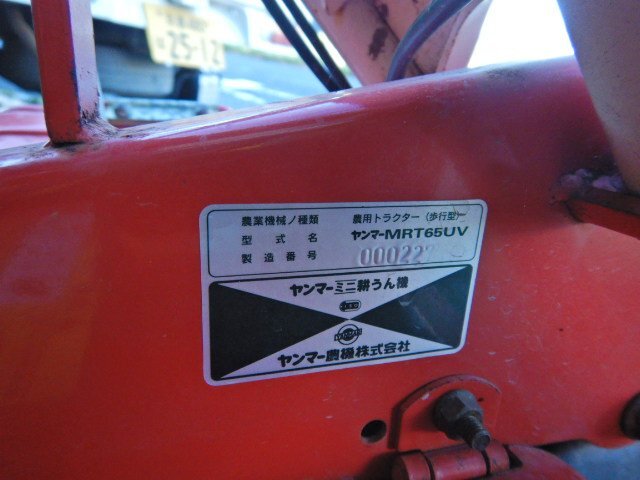 25-12
農業機械ノ種類 農用トラクター (歩行型)
型式名 ヤンマーMRT65UV
製造番号
ヤンマーミニ耕うん機
YANMAR
ヤンマー農機株式会社